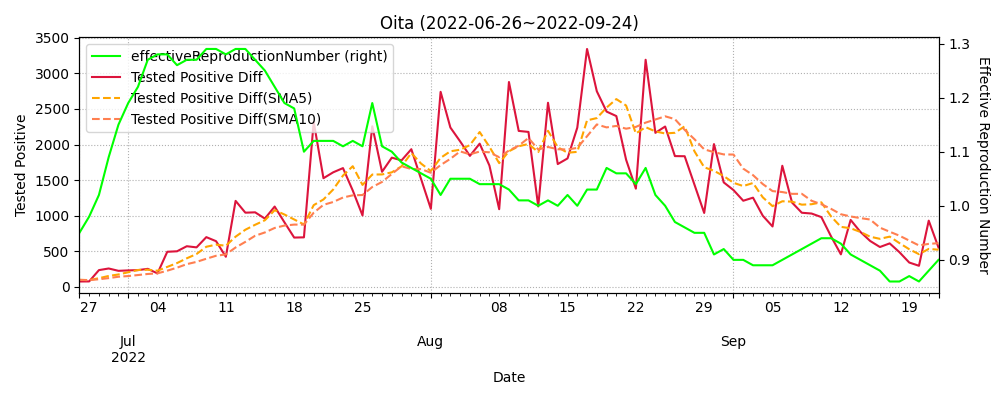 Oita (2022-06-26~2022-09-24)
effectiveReproductionNumber (right)
Tested Positive Diff
Tested Positive Diff(SMA5)
Tested Positive Diff(SMA10)
3500
3000
2500
2000
1500
1000
500
0
Tested Positive
1.3
1.2
1.1
1.0
0.9
Effective Reproduction Number
27 04 11 18 25 08 15 22 29 05 12 19
Jul Aug Sep
2022
Date